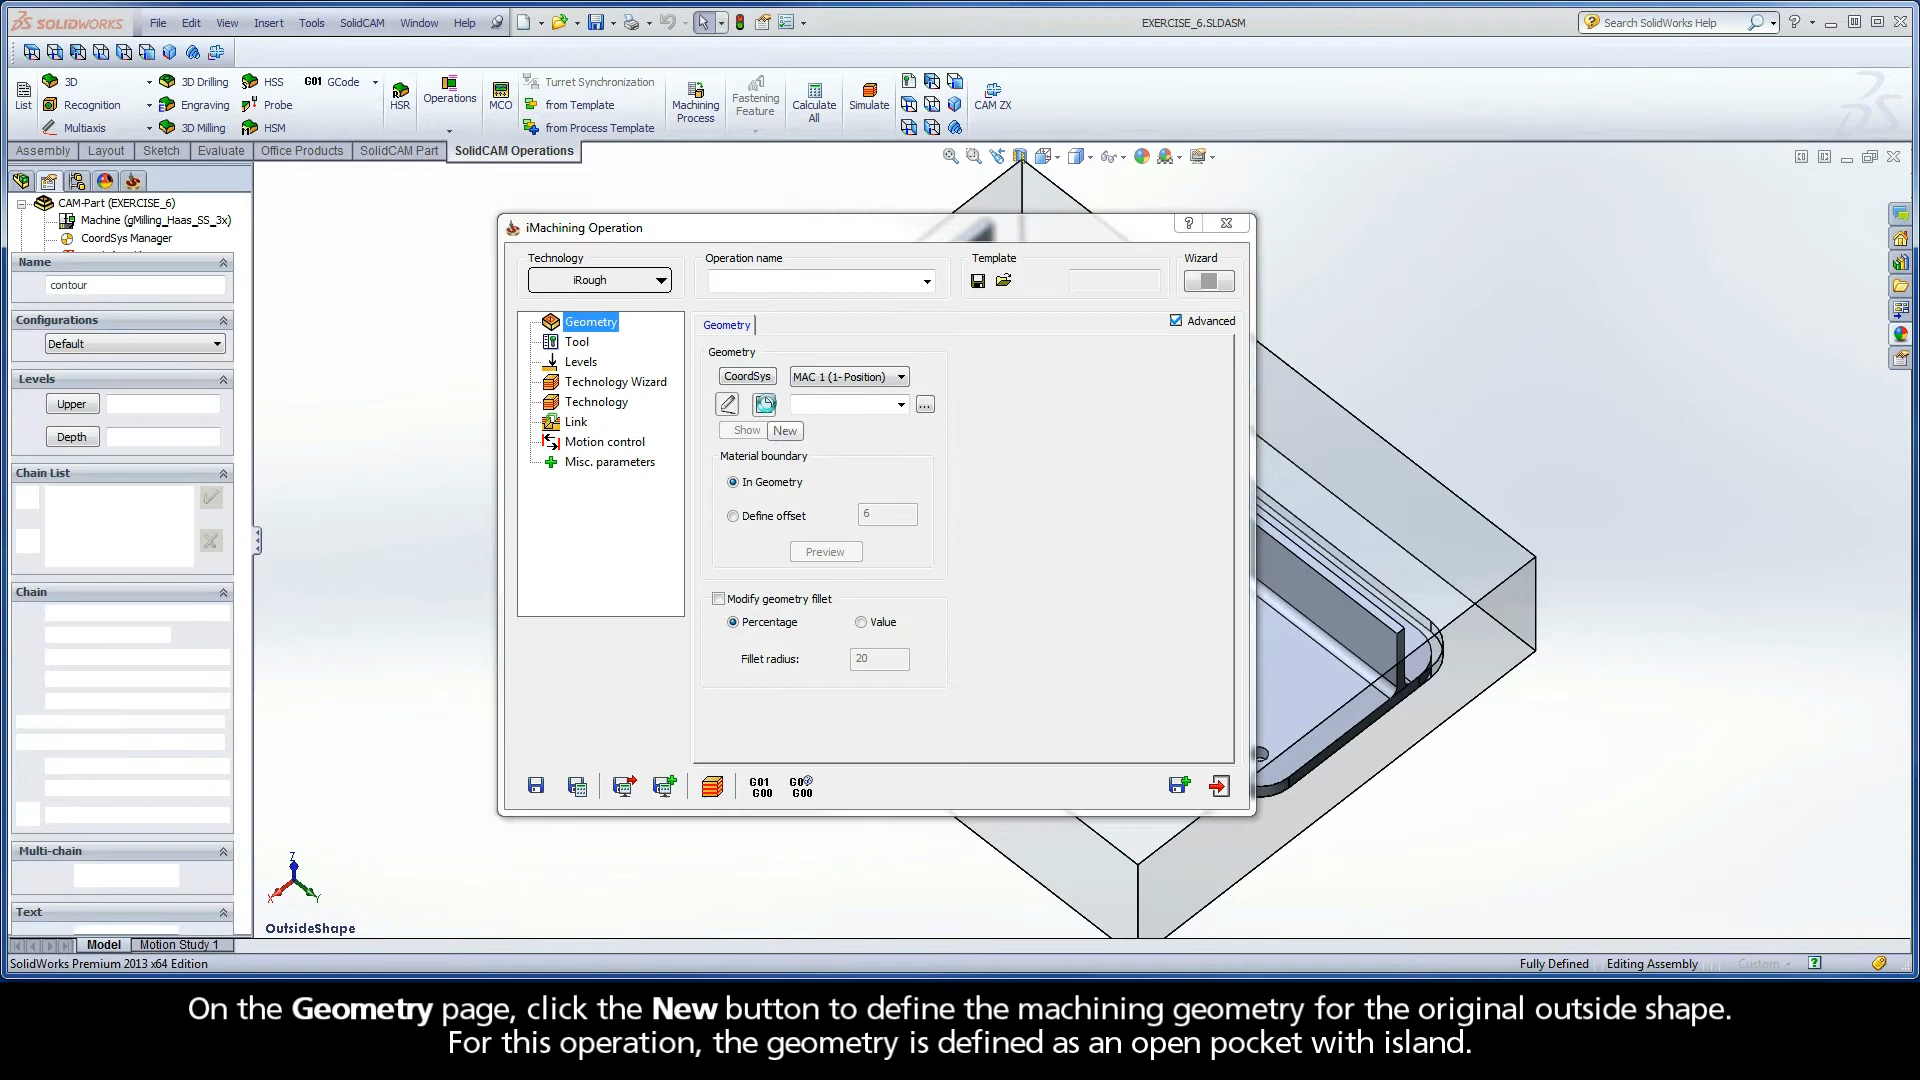 SOLIDWORKS File Edit View Insert Tools SolidCAM Window Help EXERCISE_6.SLDASM Search SolidWorks Help
3D 3D Drilling HSS G01 GCode Turret Synchronization
List Recognition Engraving Probe HSR Operations MCO from Template Machining Process Fastening Feature Calculate All Simulate CAM ZX
Multiaxis 3D Milling HSM from Process Template
Assembly Layout Sketch Evaluate Office Products SolidCAM Part SolidCAM Operations
CAM-Part (EXERCISE_6)
Machine (gMilling_Haas_SS_3x)
CoordSys Manager
Name
contour
Configurations
Default
Levels
Upper
Depth
Chain List
Chain
Multi-chain
Text
iMachining Operation
Technology Operation name Template Wizard
iRough
Geometry
Tool
Levels
Technology Wizard
Technology
Link
Motion control
Misc. parameters
Geometry Advanced
Geometry
CoordSys MAC 1 (1- Position)
...
Show New
Material boundary
In Geometry
Define offset 6
Preview
Modify geometry fillet
Percentage Value
Fillet radius: 20
G01 G00 G0 G00
Z
X Y
OutsideShape
Model Motion Study 1
SolidWorks Premium 2013 x64 Edition Fully Defined Editing Assembly Custom
On the Geometry page, click the New button to define the machining geometry for the original outside shape.
For this operation, the geometry is defined as an open pocket with island.